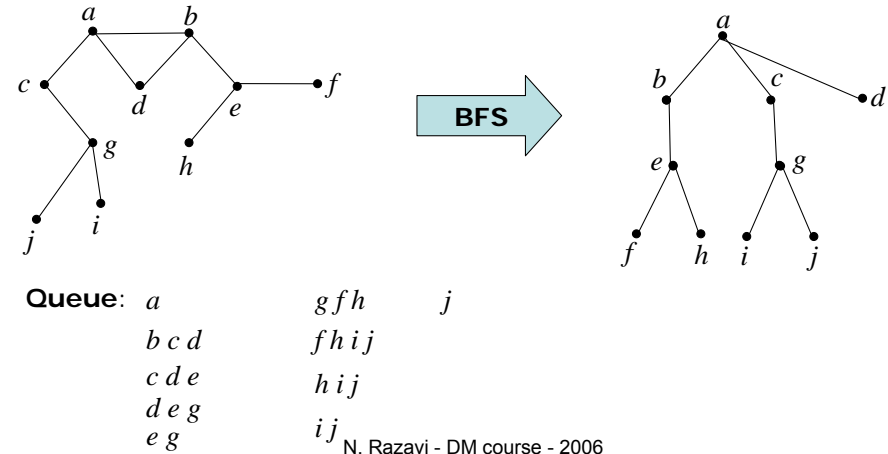 a
b
c
d
e
f
g
h
j
i
BFS
a
b
c
d
e
g
f
h
i
j
Queue: a
b c d
c d e
d e g
e g
g f h
f h i j
h i j
i j
j
N. Razavi - DM course - 2006